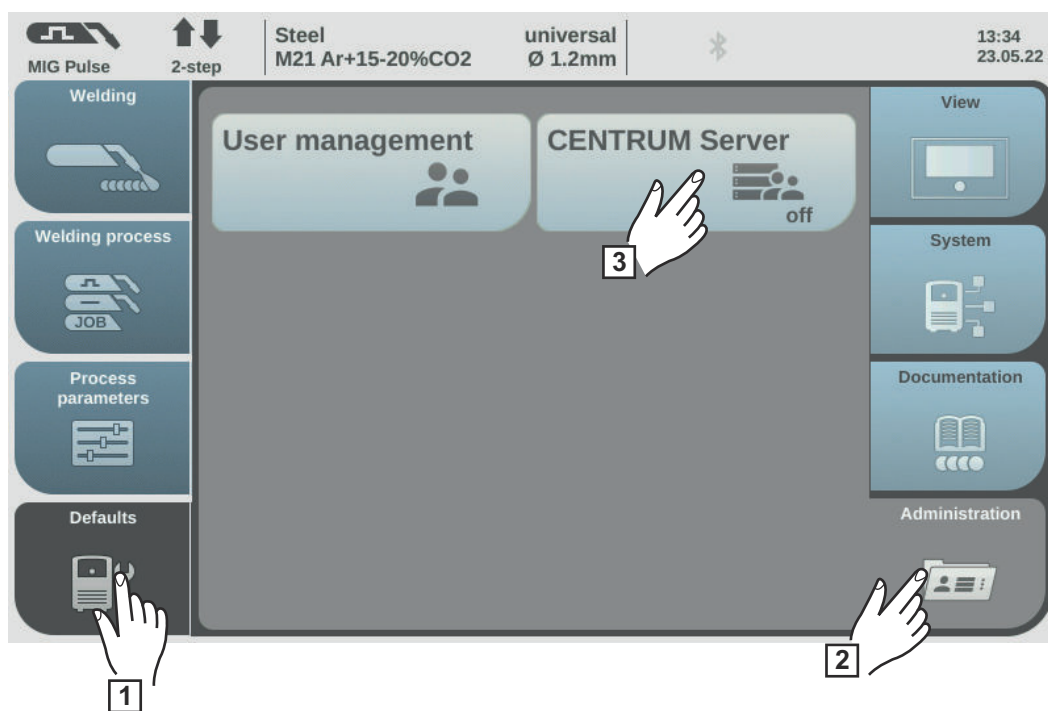 MIG Pulse
2-step
Steel
M21 Ar+15-20%CO2
universal
Ø 1.2mm
13:34
23.05.22
Welding
Welding process
JOB
Process
parameters
Defaults
User management
CENTRUM Server
off
View
System
Documentation
Administration
1
2
3